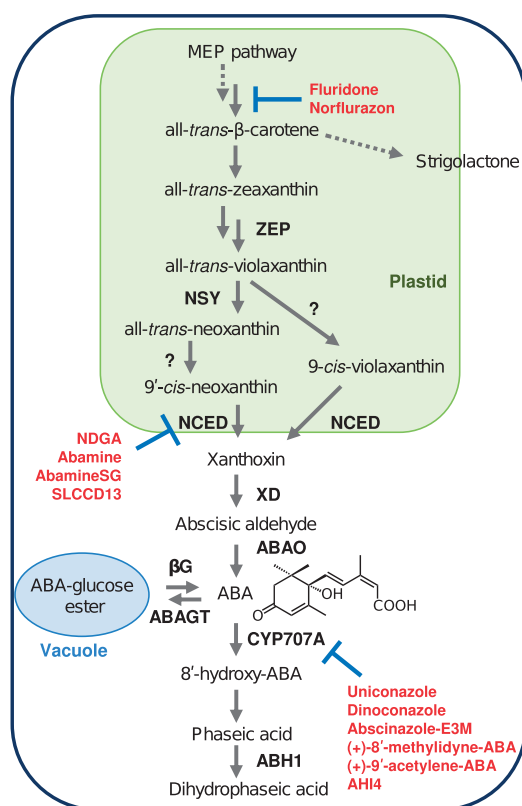 MEP pathway
Fluridone
Norflurazon
all-trans-β-carotene
Strigolactone
all-trans-zeaxanthin
ZEP
all-trans-violaxanthin
Plastid
NSY
?
all-trans-neoxanthin
?
9-cis-violaxanthin
9′-cis-neoxanthin
NCED
NCED
NDGA
Abamine
AbamineSG
SLCCD13
Xanthoxin
XD
Abscisic aldehyde
ABAO
βG
ABA-glucose
ester
ABA
OH
O
COOH
ABAGT
Vacuole
CYP707A
8′-hydroxy-ABA
Uniconazole
Dinoconazole
Abscinazole-E3M
(+)-8′-methylidyne-ABA
(+)-9′-acetylene-ABA
AHI4
Phaseic acid
ABH1
Dihydrophaseic acid